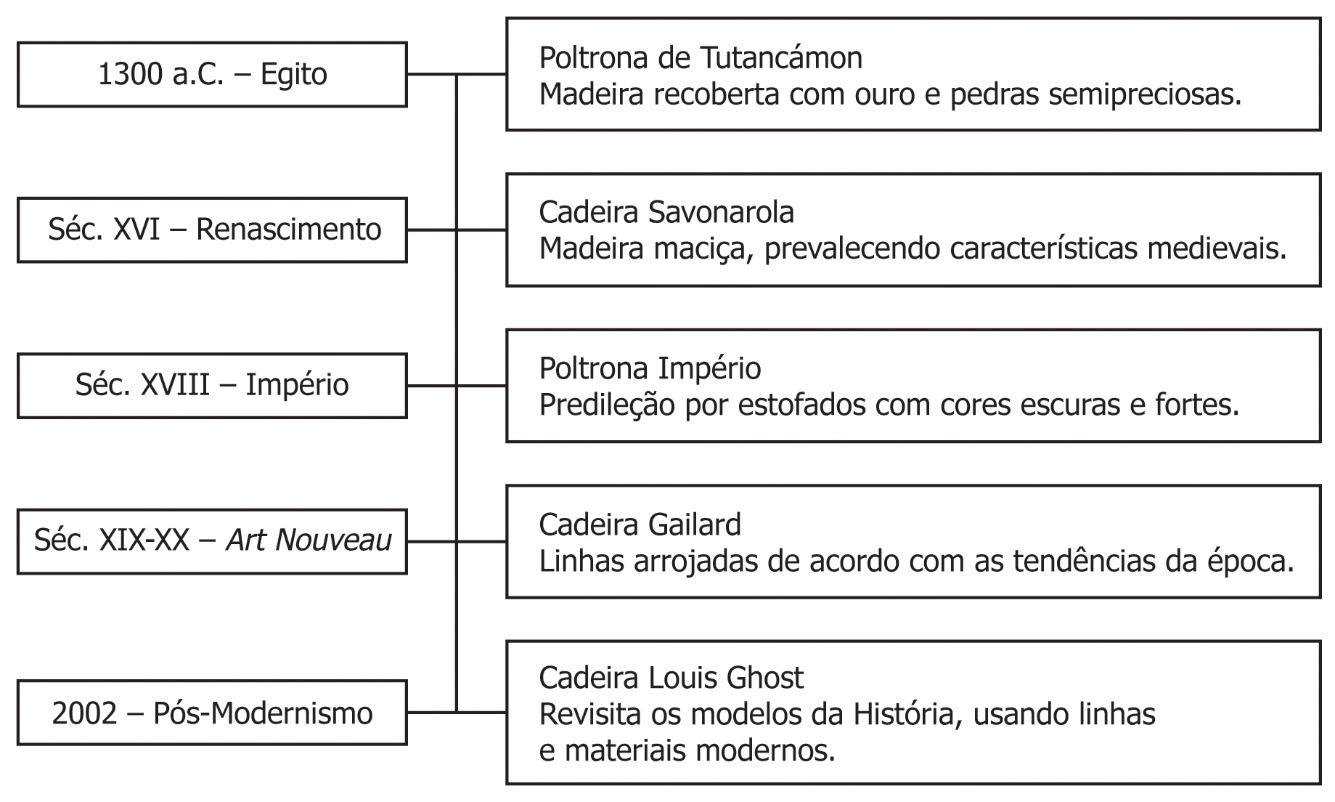 1300 a.C. – Egito
Poltrona de Tutancámon
Madeira recoberta com ouro e pedras semipreciosas.
Séc. XVI – Renascimento
Cadeira Savonarola
Madeira maciça, prevalecendo características medievais.
Séc. XVIII – Império
Poltrona Império
Predileção por estofados com cores escuras e fortes.
Séc. XIX-XX – Art Nouveau
Cadeira Gailard
Linhas arrojadas de acordo com as tendências da época.
2002 – Pós-Modernismo
Cadeira Louis Ghost
Revisita os modelos da História, usando linhas
e materiais modernos.